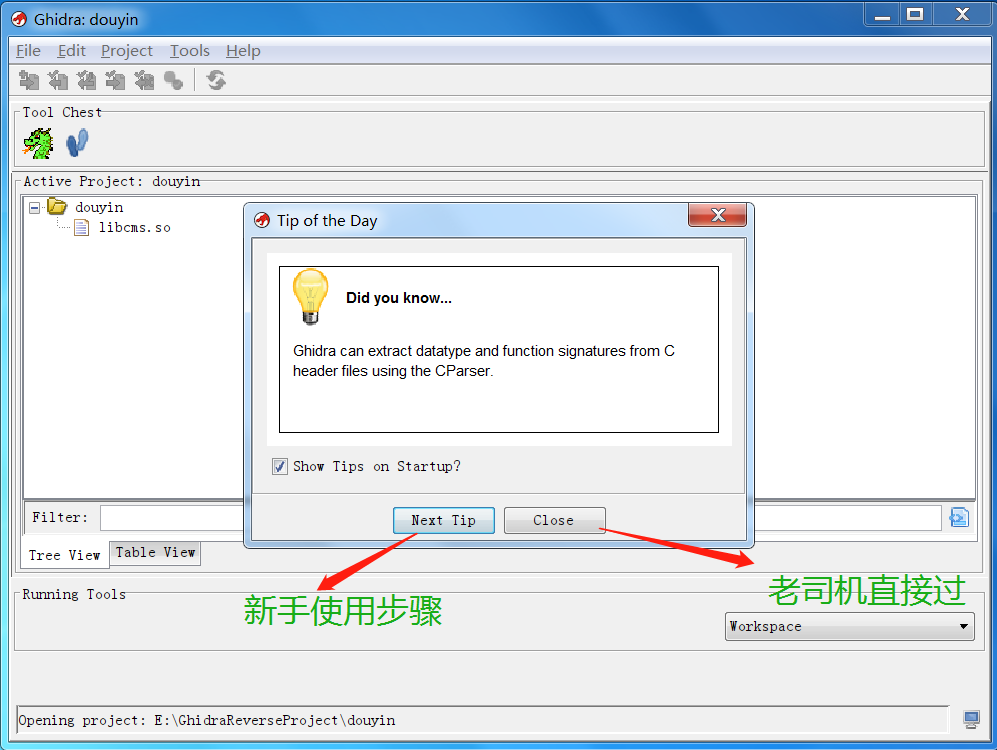 Ghidra: douyin
File Edit Project Tools Help
Tool Chest
Active Project: douyin
douyin
libcms.so
Tip of the Day
Did you know...
Ghidra can extract datatype and function signatures from C
header files using the CParser.
Show Tips on Startup?
Next Tip Close
Filter:
Tree View Table View
新手使用步骤
老司机直接过
Running Tools
Workspace
Opening project: E:\GhidraReverseProject\douyin